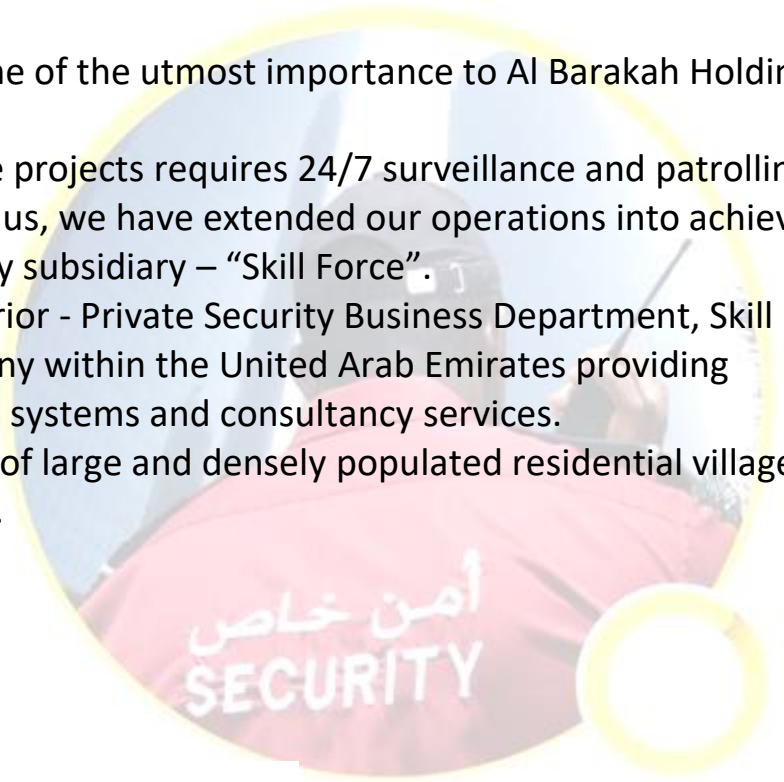 ne of the utmost importance to Al Barakah Holdin
e projects requires 24/7 surveillance and patrollin
us, we have extended our operations into achiev
y subsidiary – “Skill Force”.
rior - Private Security Business Department, Skill
ny within the United Arab Emirates providing
systems and consultancy services.
of large and densely populated residential village
.
أمن خاص
SECURITY